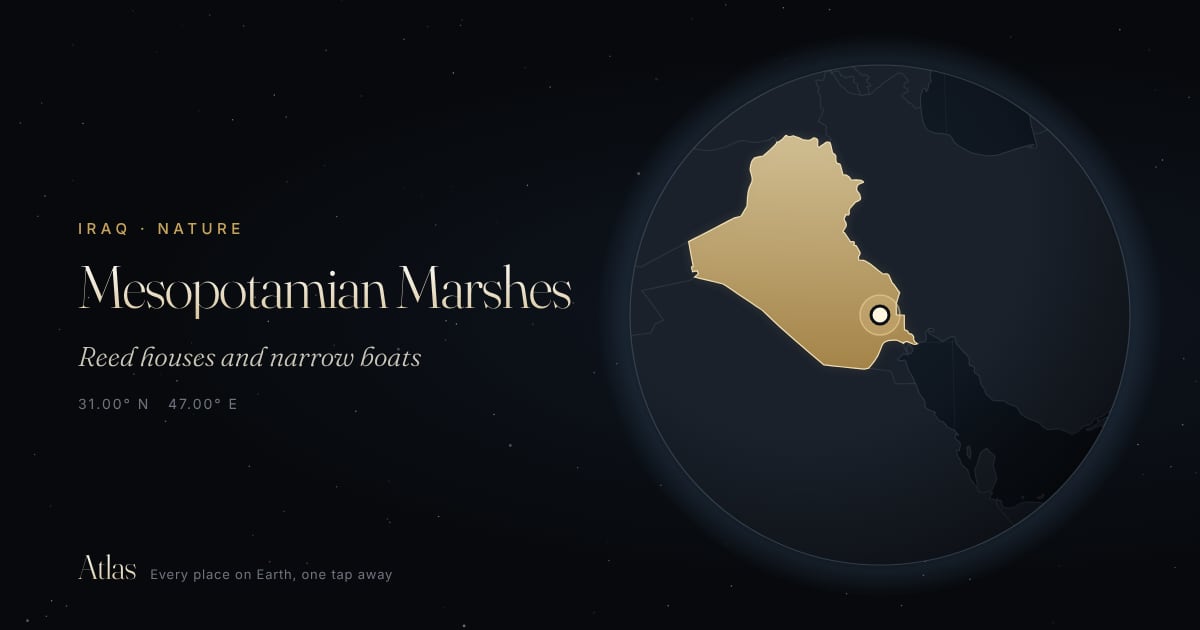 IRAQ · NATURE
Mesopotamian Marshes
Reed houses and narrow boats
31.00° N 47.00° E
Atlas Every place on Earth, one tap away